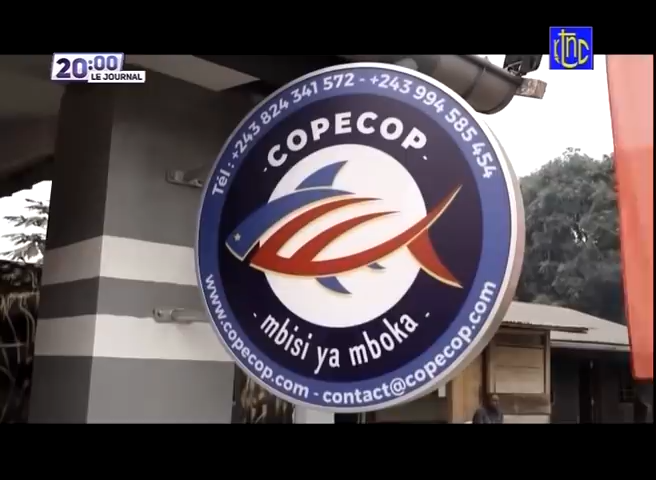 20:00
LE JOURNAL
rtnc
Tél : +243 824 341 572 - +243 994 585 454
· COPECOP ·
· mbisi ya mboka ·
www.copecop.com - contact@copecop.com